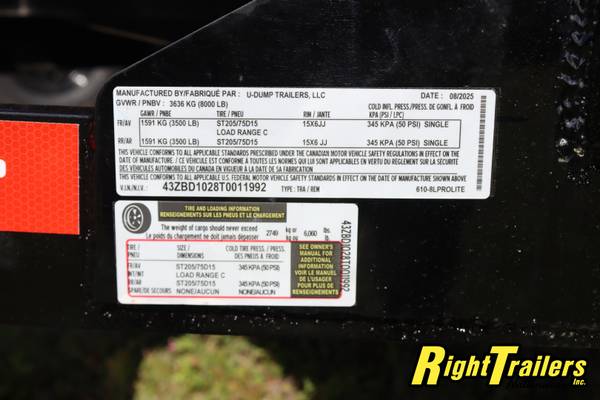 MANUFACTURED BY/FABRIQUÉ PAR : U-DUMP TRAILERS, LLC DATE : 08/2025
GVWR / PNBV : 3636 KG (8000 LB)
COLD INFL. PRESS./PRESS. DE GONFL. A FROID
GAWR / PNBE TIRE / PNEU RIN / JANTE KPA (PSI / LPC)
FR/AV 1591 KG (3500 LB) ST205/75D15 15X6JJ 345 KPA (50 PSI) SINGLE
LOAD RANGE C
RR/AR 1591 KG (3500 LB) ST205/75D15 15X6 JJ 345 KPA (50 PSI) SINGLE
THIS VEHICLE CONFORMS TO ALL APPLICABLE STANDARDS PRESCRIBED UNDER THE CANADIAN MOTOR VEHICLE SAFETY REGULATIONS IN EFFECT ON THE
DATE OF MANUFACTURE / CE VEHICULE EST CONFORME A TOUTES LES NORMES QUI LUI SONT APPLICABLES EN VERTU DU REGLEMENT SUR LA SECURITE
DES VEHICULES AUTOMOBILES DU CANADA EN VIGUEUR A LA DATE DE SA FABRICATION
THIS VEHICLE CONFORMS TO ALL APPLICABLE U.S. FEDERAL MOTOR VEHICLE SAFETY STANDARDS IN EFFECT ON THE DATE OF MANUFACTURE SHOWN ABOVE.
V.I.N./N.I.V.: 43ZBD1028T0011992 TYPE : TRA / REM 610-8LPROLITE
TIRE AND LOADING INFORMATION
RENSEIGNEMENTS SUR LES PNEUS ET LE CHARGEMENT
The weight of cargo should never exceed
Le poids du chargement ne doit jamais dépasser 2749 kg or kg ou 6,060 lbs. lb.
TIRE / PNEU SIZE / DIMENSIONS COLD TIRE PRESS. / PRESS. DES PNEUS A FROID
FR/AV ST205/75D15 345 KPA (50 PSI)
INT/INT LOAD RANGE C
RR/AR ST205/75D15 345 KPA (50 PSI)
SPARE/DE SECOURS NONE/AUCUN NONE/AUCUN
SEE OWNER'S
MANUAL FOR
ADDITIONAL
INFORMATION
VOIR LE MANUEL
DE L'USAGER
POUR PLUS DE
RENSEIGNEMENTS
43ZBD1028T0011992
RIGHTTRAILERS
Inc.